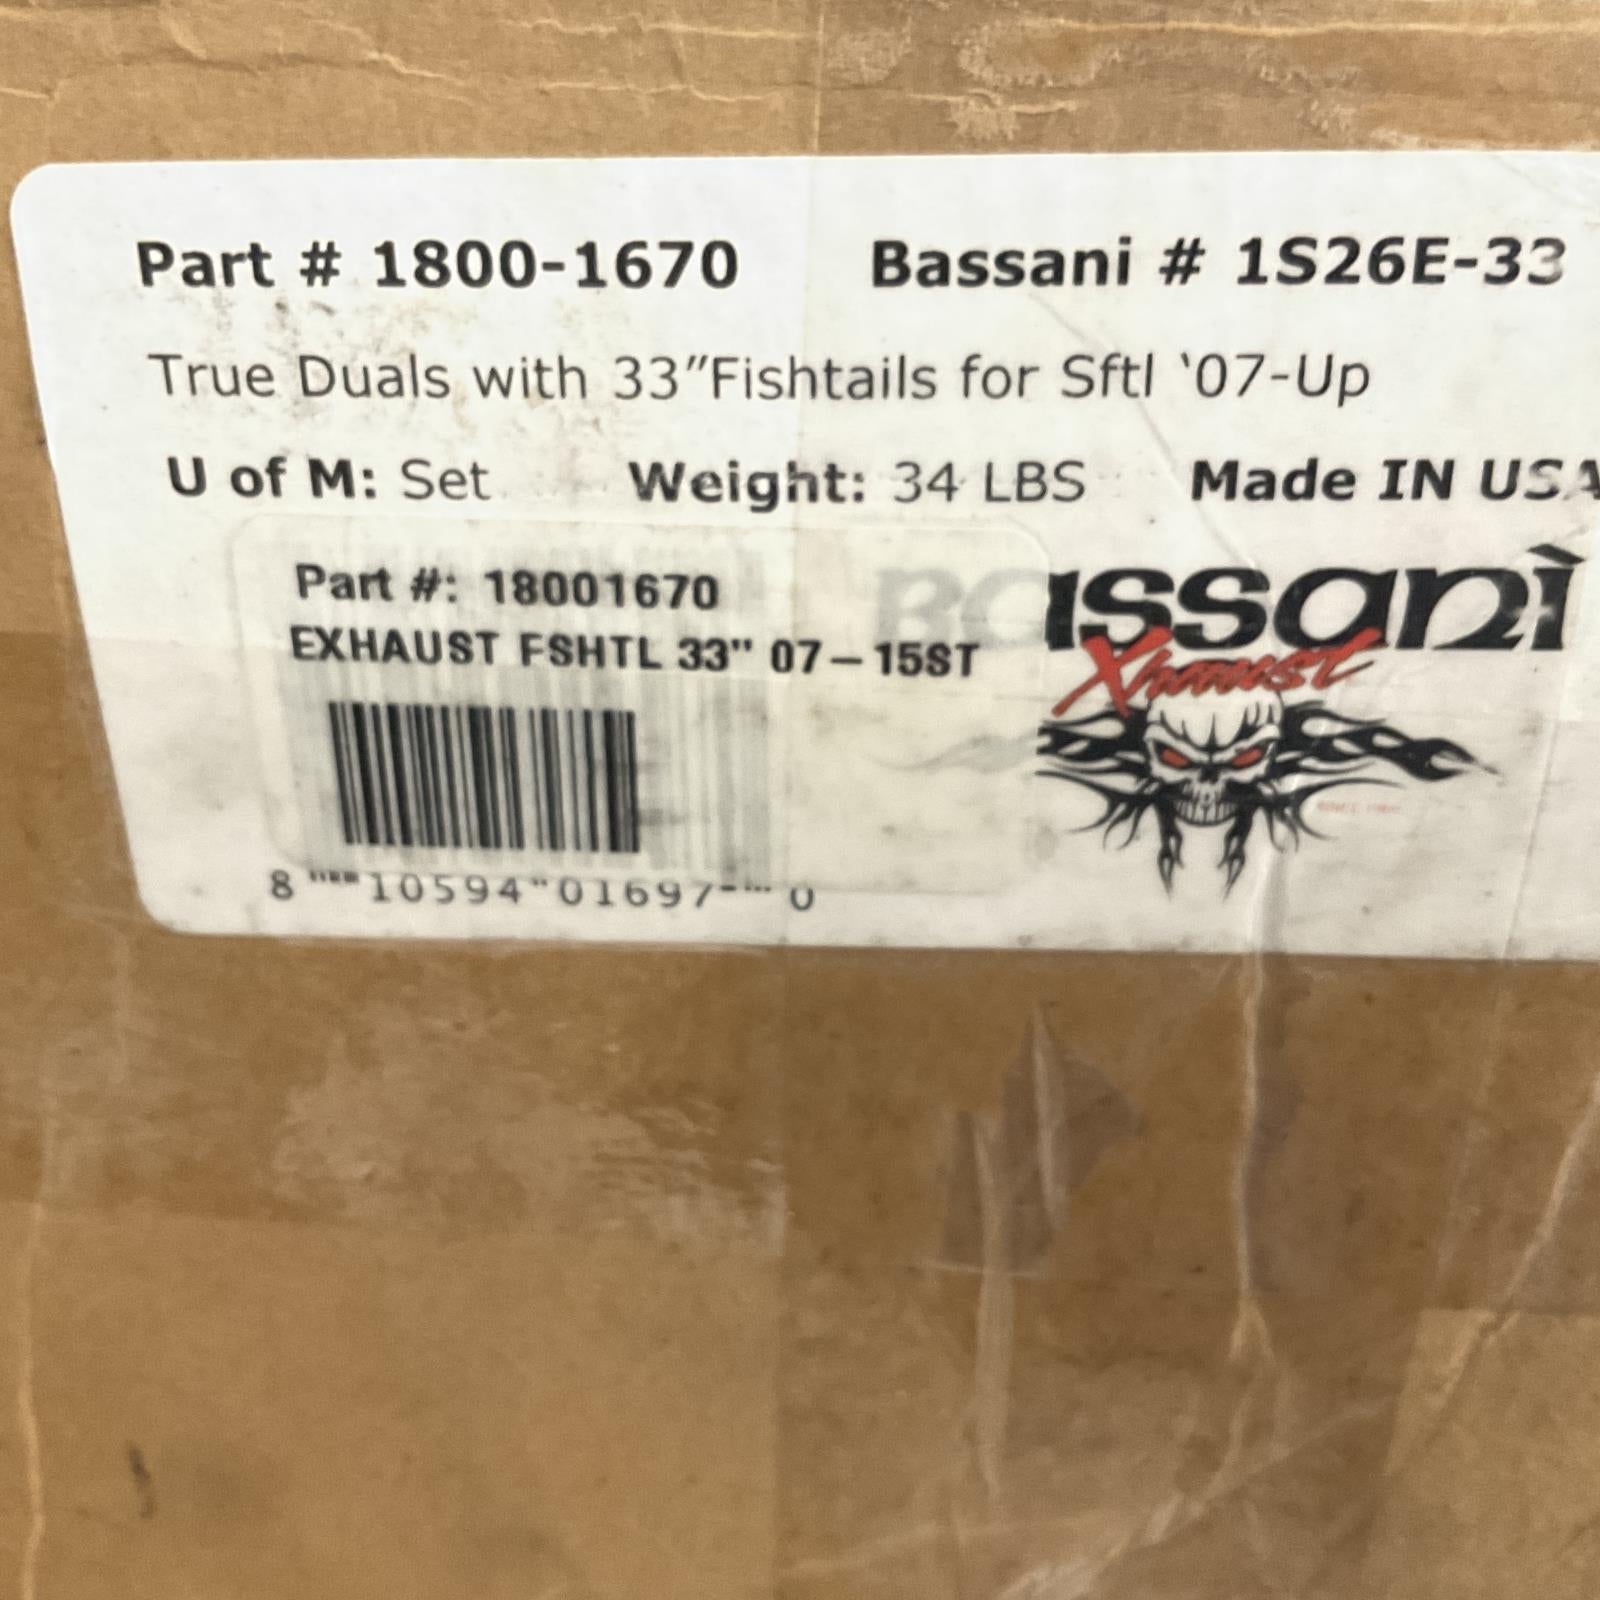 Part # 1800-1670 Bassani # 1S26E-33
True Duals with 33"Fishtails for Sftl '07-Up
U of M: Set Weight: 34 LBS Made IN USA
Part #: 18001670
EXHAUST FSHTL 33" 07-15ST
Bassani
Xhaust
8 10594 01697 0